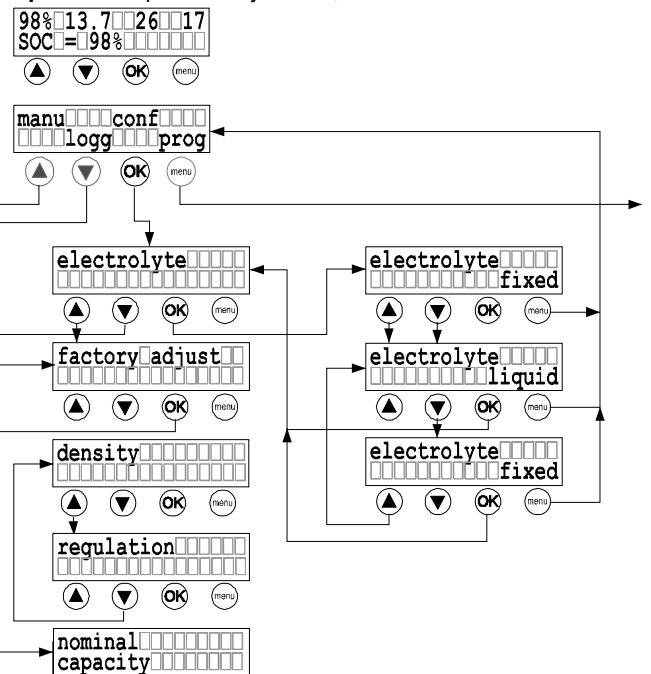 98% 13.7 26 17
SOC = 98%
OK menu
manu conf
logg prog
OK menu
electrolyte
OK menu
factory adjust
OK menu
density
OK menu
regulation
OK menu
nominal
capacity
electrolyte
fixed
OK menu
electrolyte
liquid
OK menu
electrolyte
fixed
OK menu